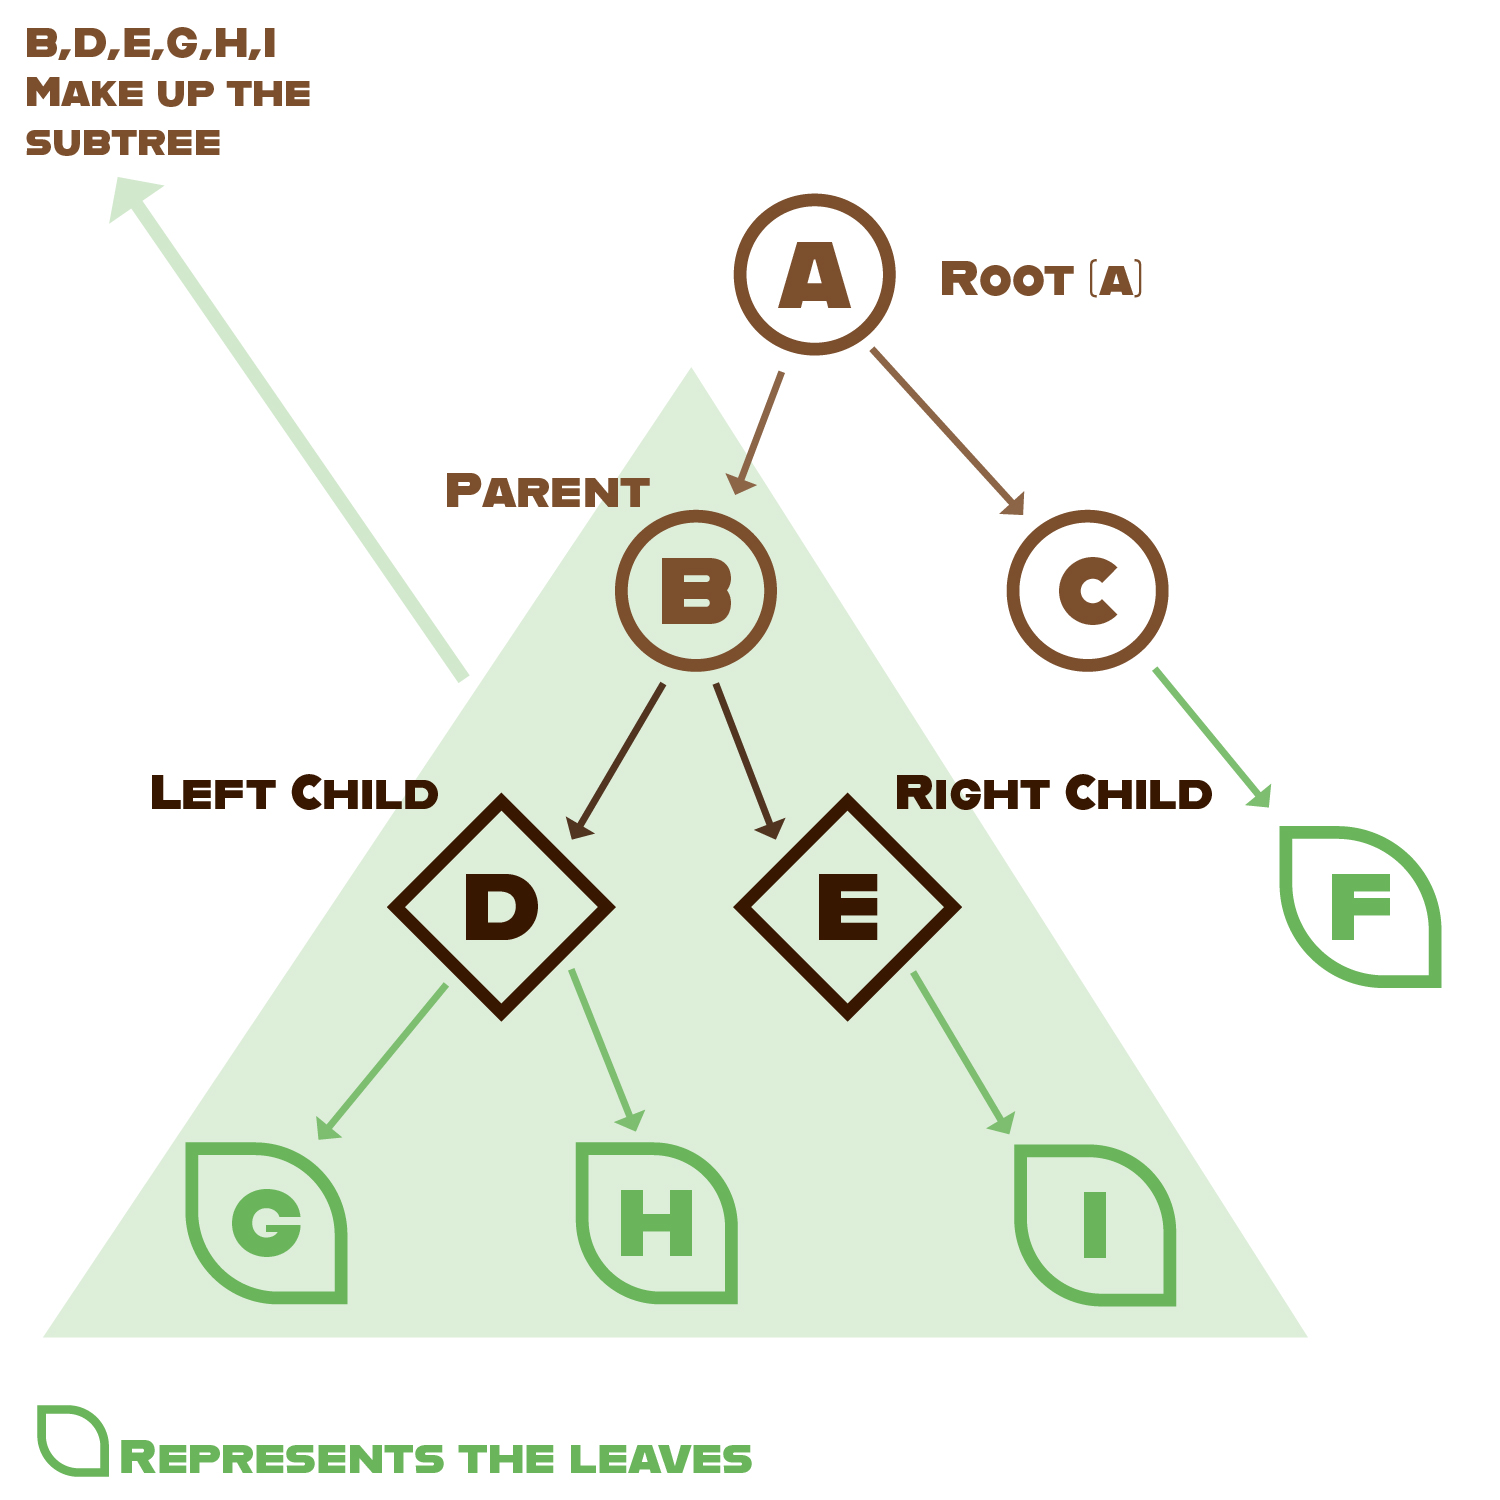 B,D,E,G,H,I
Make up the
subtree
A
Root (A)
Parent
B
C
Left Child
Right Child
D
E
F
G
H
I
Represents the leaves